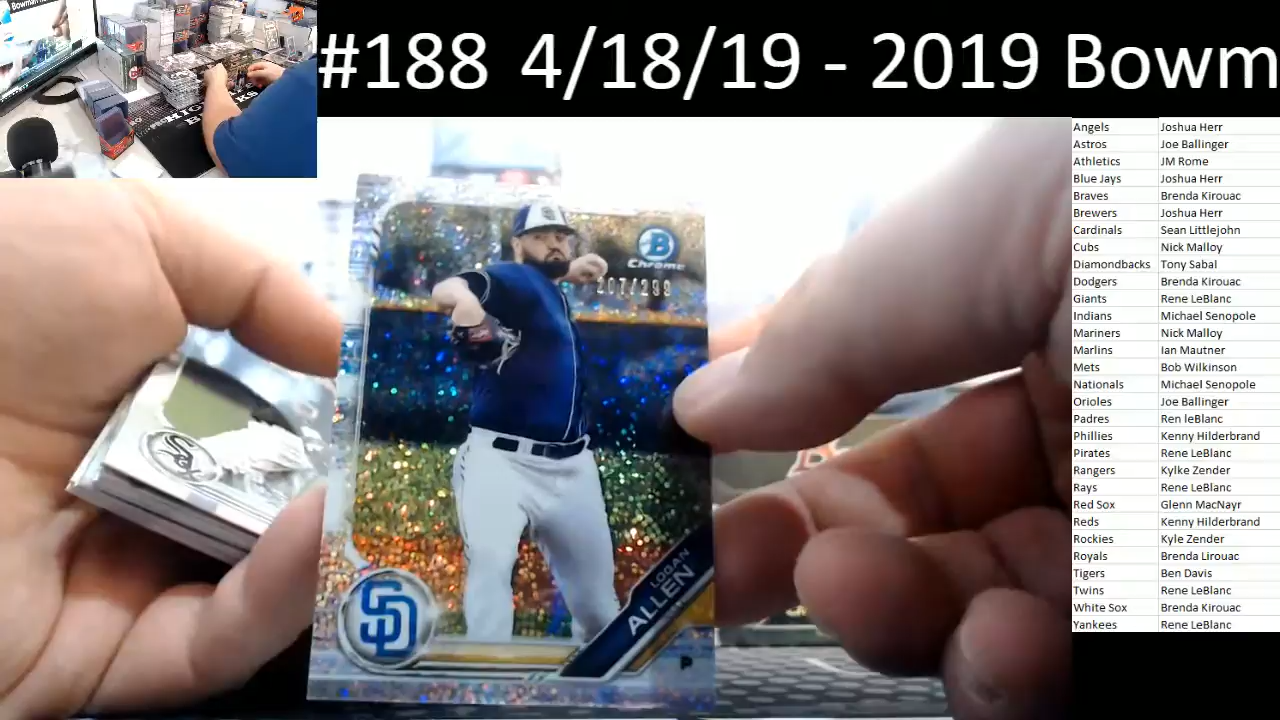 #188 4/18/19 - 2019 Bowm
Angels Joshua Herr
Astros Joe Ballinger
Athletics JM Rome
Blue Jays Joshua Herr
Braves Brenda Kirouac
Brewers Joshua Herr
Cardinals Sean Littlejohn
Cubs Nick Malloy
Diamondbacks Tony Sabal
Dodgers Brenda Kirouac
Giants Rene LeBlanc
Indians Michael Senopole
Mariners Nick Malloy
Marlins Ian Mautner
Mets Bob Wilkinson
Nationals Michael Senopole
Orioles Joe Ballinger
Padres Ren leBlanc
Phillies Kenny Hilderbrand
Pirates Rene LeBlanc
Rangers Kylke Zender
Rays Rene LeBlanc
Red Sox Glenn MacNayr
Reds Kenny Hilderbrand
Rockies Kyle Zender
Royals Brenda Lirouac
Tigers Ben Davis
Twins Rene LeBlanc
White Sox Brenda Kirouac
Yankees Rene LeBlanc
B
Chrome
207/299
LOGAN
ALLEN
SD
P
Sox